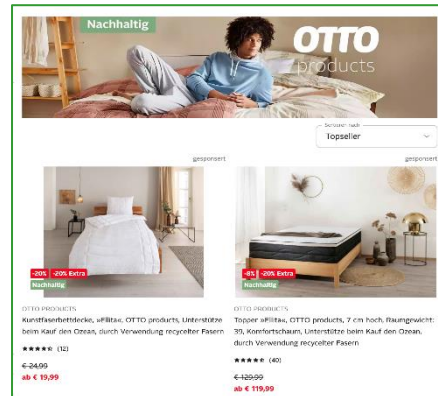 Nachhaltig
OTTO
products
Sortieren nach
Topseller
gesponsert
gesponsert
-20% -20% Extra
Nachhaltig
-8% -20% Extra
Nachhaltig
OTTO PRODUCTS
Kunstfaserbettdecke, »Ellita«, OTTO products, Unterstütze
beim Kauf den Ozean, durch Verwendung recycelter Fasern
(12)
€ 24,99
ab € 19,99
OTTO PRODUCTS
Topper »Ellita«, OTTO products, 7 cm hoch, Raumgewicht:
39, Komfortschaum, Unterstütze beim Kauf den Ozean,
durch Verwendung recycelter Fasern
(40)
€ 129,99
ab € 119,99